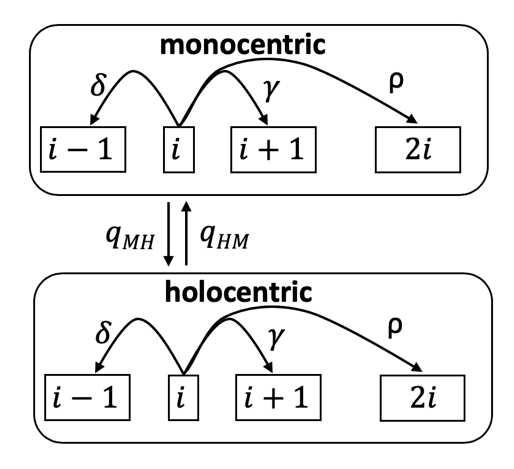 monocentric
δ γ ρ
i − 1 i i + 1 2i
q_MH q_HM
holocentric
δ γ ρ
i − 1 i i + 1 2i